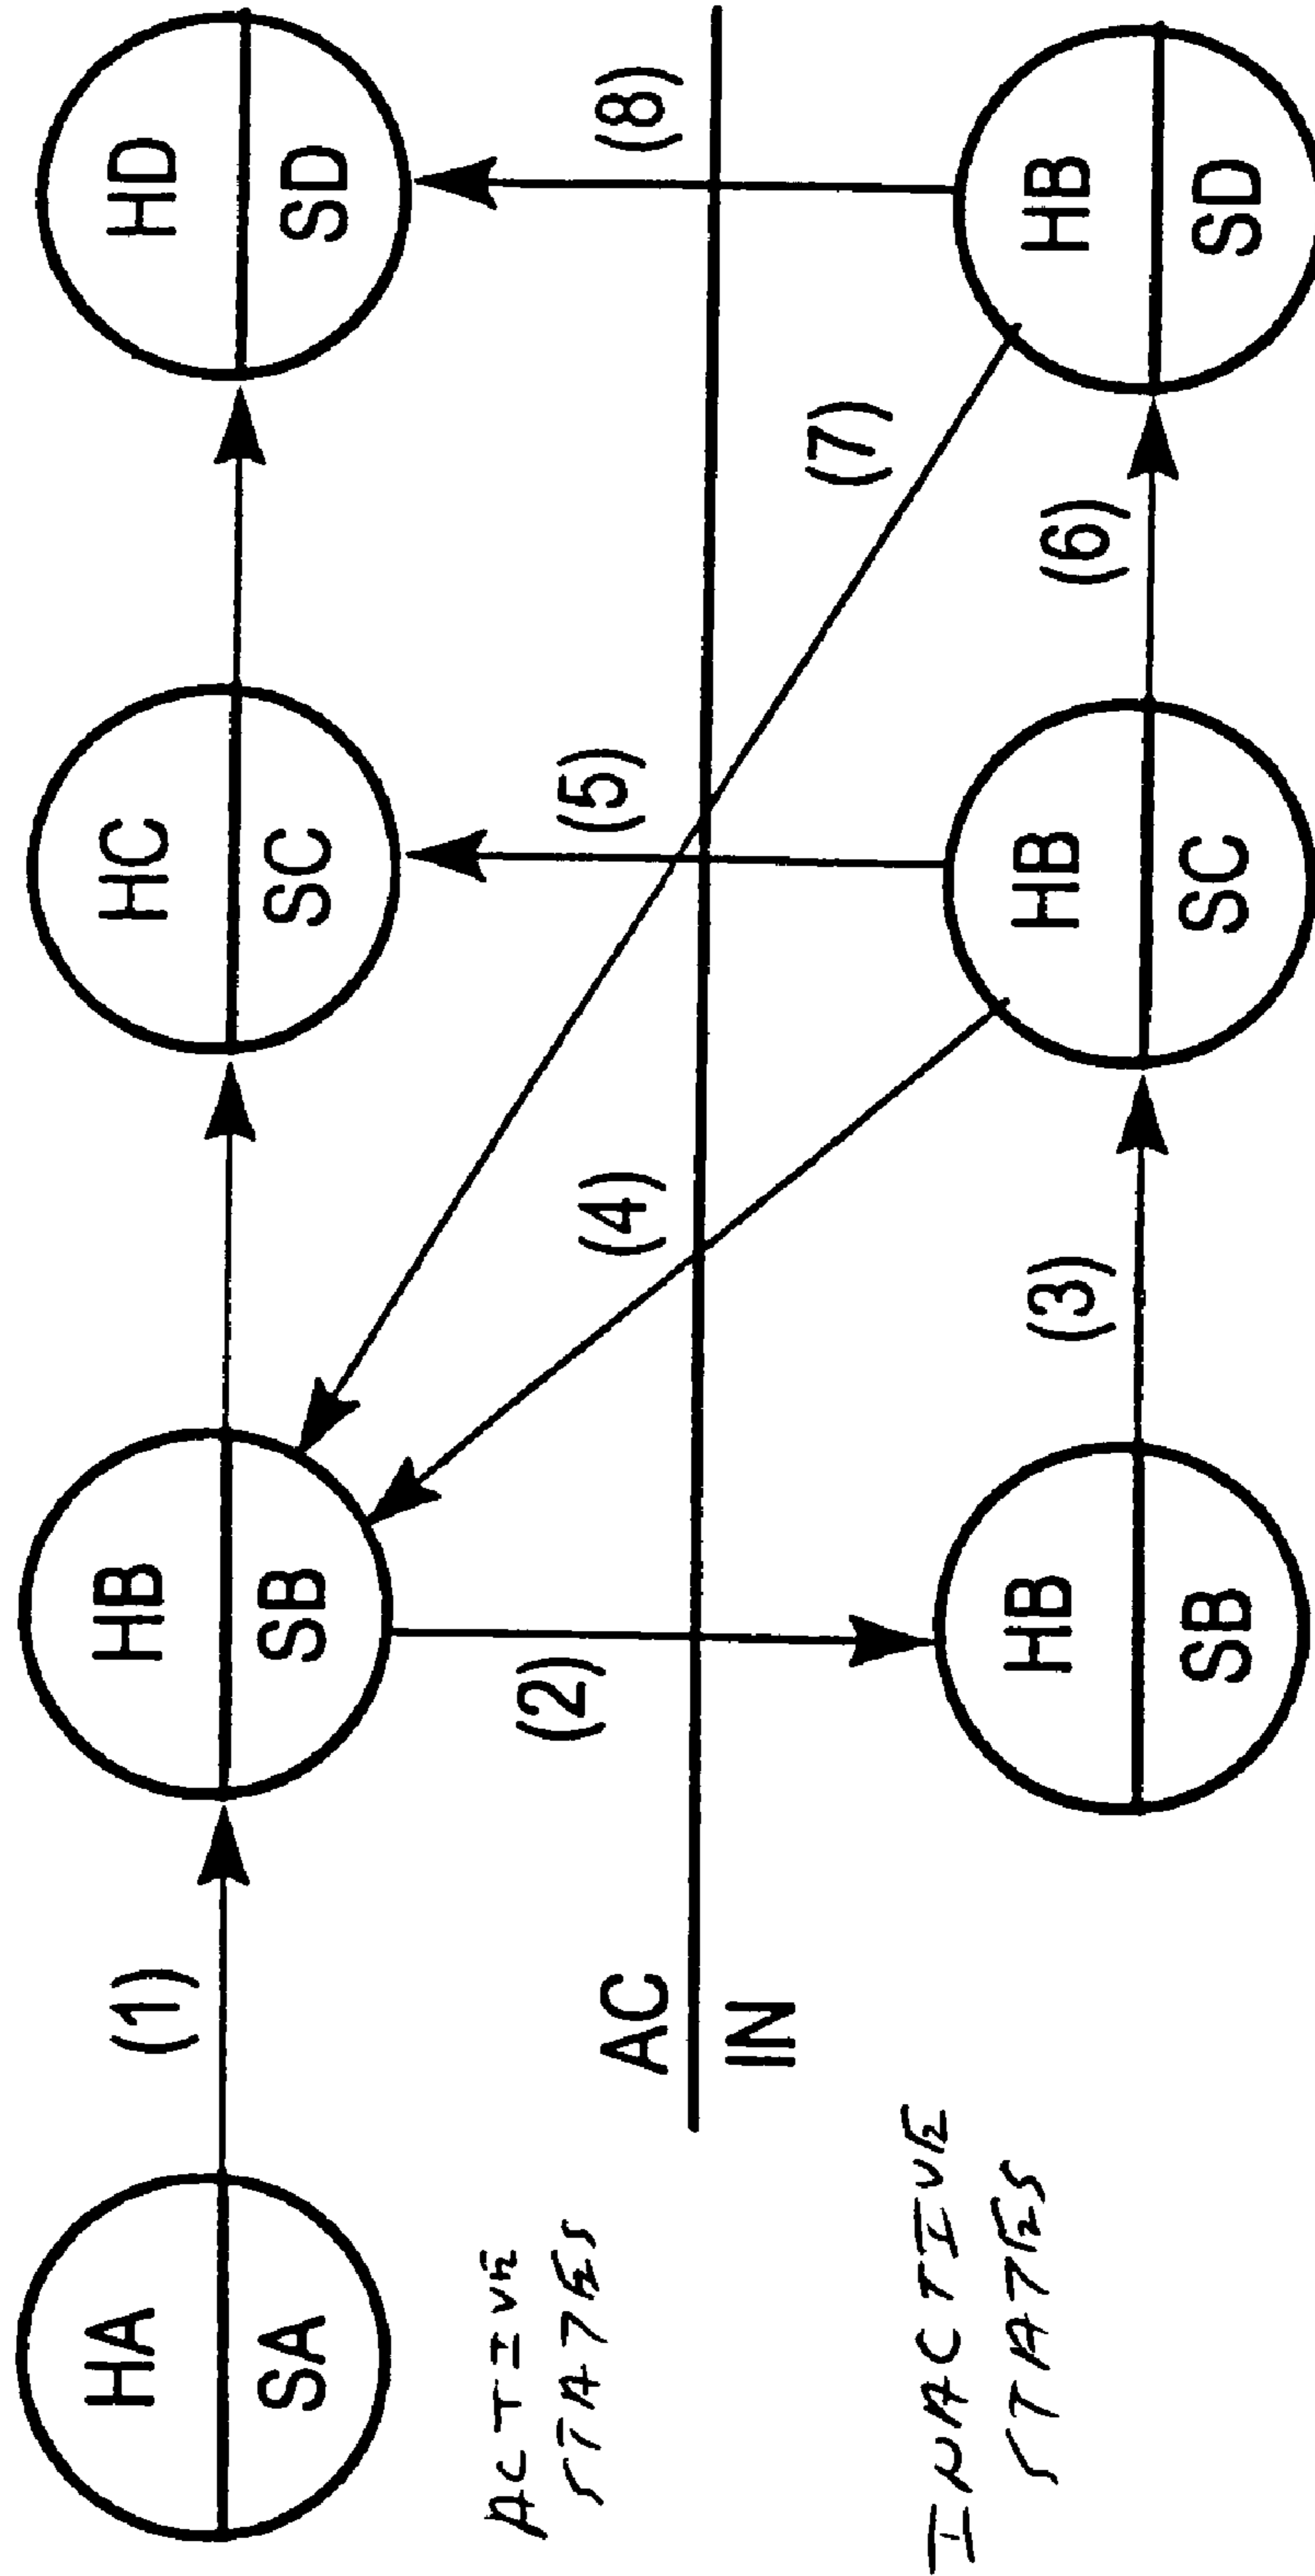 HA
SA
(1)
HB
SB
HC
SC
HD
SD
ACTIVE
STATES
(2)
(4)
(5)
(7)
(8)
AC
IN
INACTIVE
STATES
HB
SB
(3)
HB
SC
(6)
HB
SD